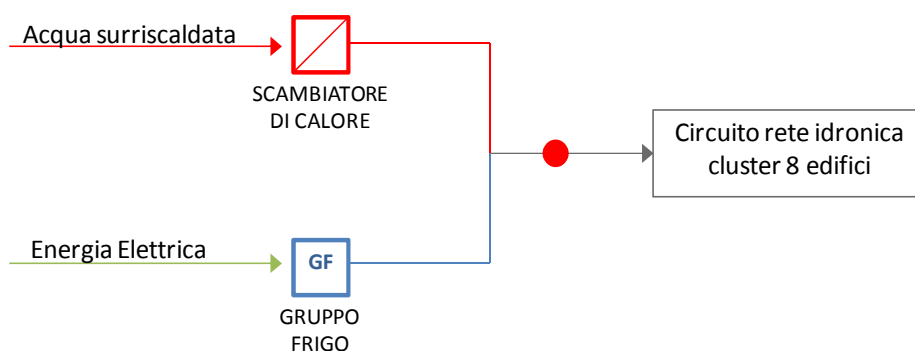 Acqua surriscaldata
SCAMBIATORE
DI CALORE
Circuito rete idronica
cluster 8 edifici
Energia Elettrica
GF
GRUPPO
FRIGO